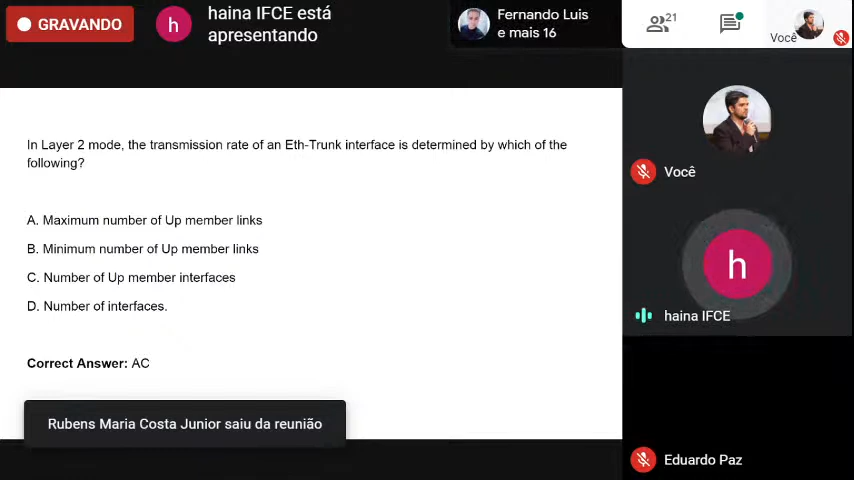 GRAVANDO
h
haina IFCE está
apresentando
Fernando Luis
e mais 16
21
Você
In Layer 2 mode, the transmission rate of an Eth-Trunk interface is determined by which of the
following?
A. Maximum number of Up member links
B. Minimum number of Up member links
C. Number of Up member interfaces
D. Number of interfaces.
Correct Answer: AC
Rubens Maria Costa Junior saiu da reunião
Você
h
haina IFCE
Eduardo Paz